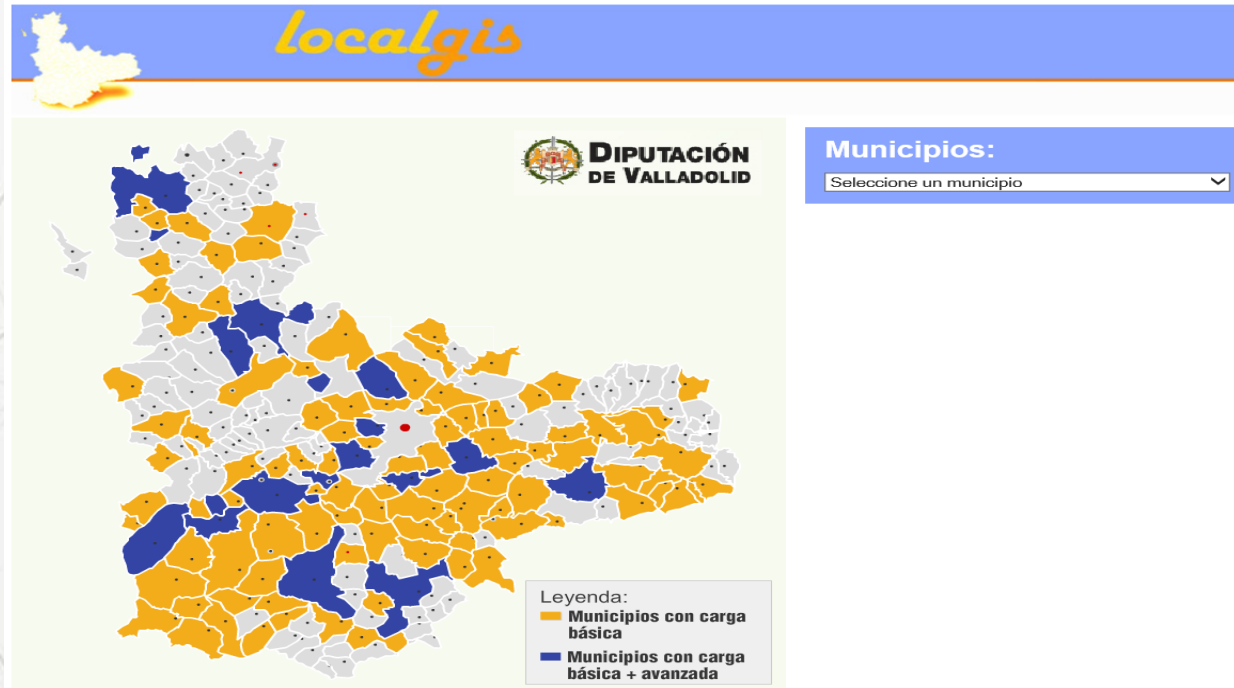 localgis
DIPUTACIÓN
DE VALLADOLID
Municipios:
Seleccione un municipio
Leyenda:
Municipios con carga
básica
Municipios con carga
básica + avanzada